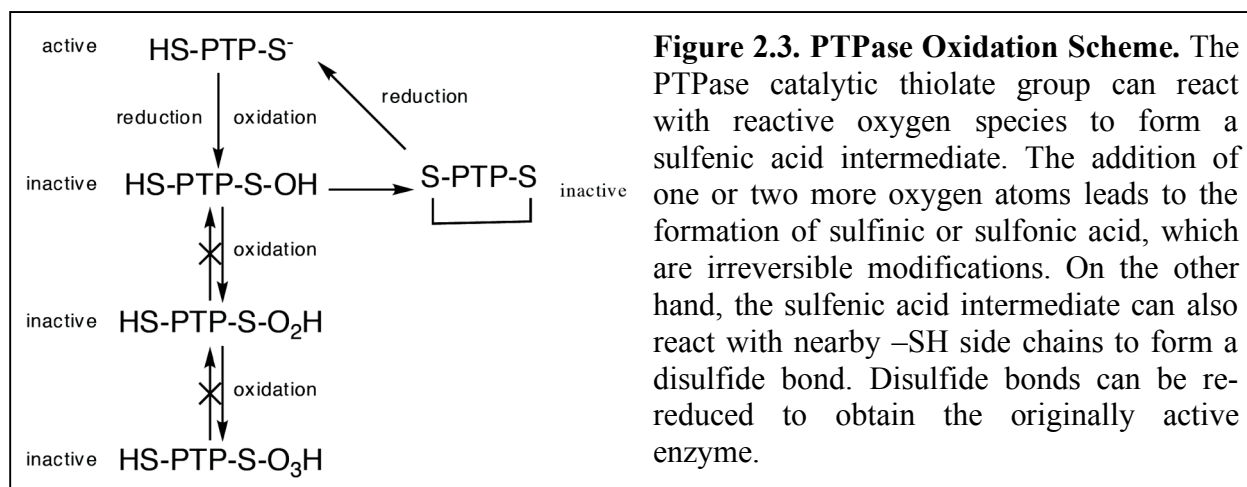 active HS-PTP-S-
reduction oxidation
reduction
inactive HS-PTP-S-OH
S-PTP-S inactive
oxidation
inactive HS-PTP-S-O2H
oxidation
inactive HS-PTP-S-O3H
Figure 2.3. PTPase Oxidation Scheme. The
PTPase catalytic thiolate group can react
with reactive oxygen species to form a
sulfenic acid intermediate. The addition of
one or two more oxygen atoms leads to the
formation of sulfinic or sulfonic acid, which
are irreversible modifications. On the other
hand, the sulfenic acid intermediate can also
react with nearby –SH side chains to form a
disulfide bond. Disulfide bonds can be re-
reduced to obtain the originally active
enzyme.